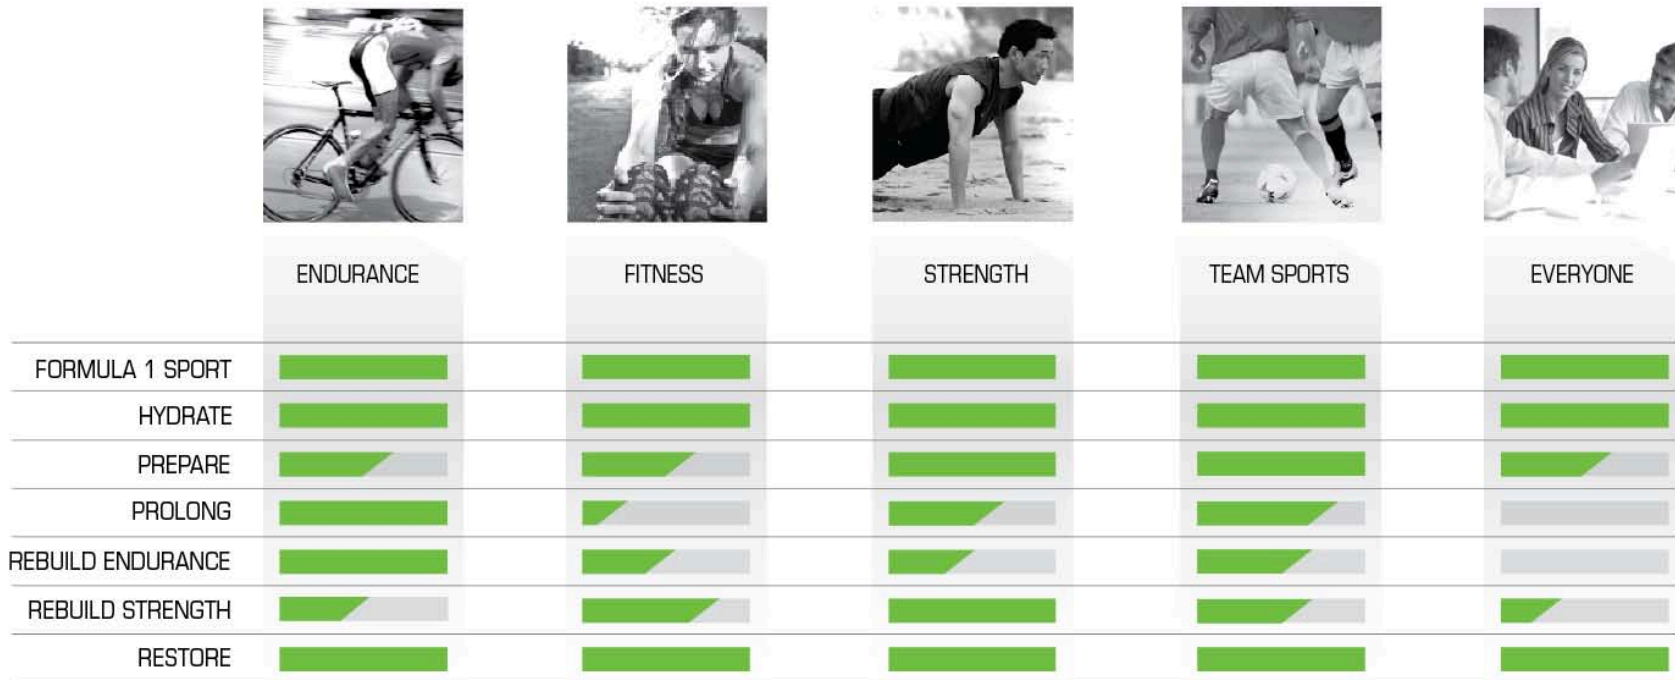 ENDURANCE
FITNESS
STRENGTH
TEAM SPORTS
EVERYONE
FORMULA 1 SPORT
HYDRATE
PREPARE
PROLONG
REBUILD ENDURANCE
REBUILD STRENGTH
RESTORE